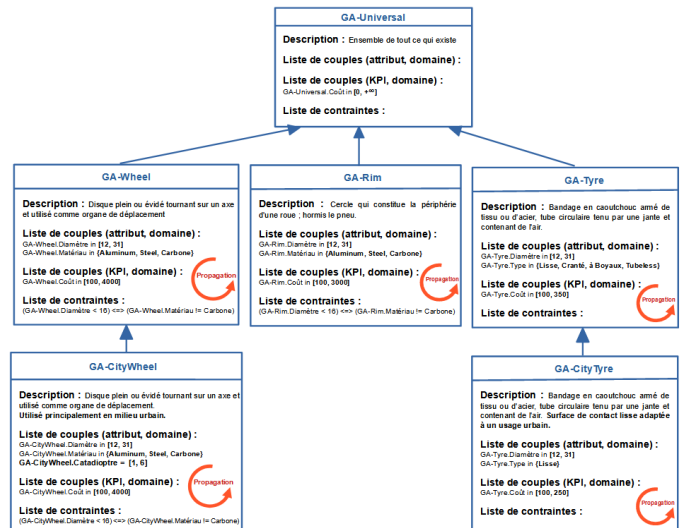 GA-Universal
Description : Ensemble de tout ce qui existe
Liste de couples (attribut, domaine) :
Liste de couples (KPI, domaine) :
GA-Universal.Coût in [0, +∞]
Liste de contraintes :
GA-Wheel
Description : Disque plein ou évidé tournant sur un axe
et utilisé comme organe de déplacement
Liste de couples (attribut, domaine) :
GA-Wheel.Diamètre in [12, 31]
GA-Wheel.Matériau in {Aluminum, Steel, Carbone}
Liste de couples (KPI, domaine) :
GA-Wheel.Coût in [100, 4000]
Propagation
Liste de contraintes :
(GA-Wheel.Diamètre < 16) <=> (GA-Wheel.Matériau != Carbone)
GA-Rim
Description : Cercle qui constitue la périphérie
d'une roue ; hormis le pneu.
Liste de couples (attribut, domaine) :
GA-Rim.Diamètre in [12, 31]
GA-Rim.Matériau in {Aluminum, Steel, Carbone}
Liste de couples (KPI, domaine) :
GA-Rim.Coût in [100, 3000]
Propagation
Liste de contraintes :
(GA-Rim.Diamètre < 16) <=> (GA-Rim.Matériau != Carbone)
GA-Tyre
Description : Bandage en caoutchouc armé de
tissu ou d'acier, tube circulaire tenu par une jante et
contenant de l'air.
Liste de couples (attribut, domaine) :
GA-Tyre.Diamètre in [12, 31]
GA-Tyre.Type in {Lisse, Cranté, à Boyaux, Tubeless}
Liste de couples (KPI, domaine) :
GA-Tyre.Coût in [100, 350]
Propagation
Liste de contraintes :
GA-CityWheel
Description : Disque plein ou évidé tournant sur un axe et
utilisé comme organe de déplacement.
Utilisé principalement en milieu urbain.
Liste de couples (attribut, domaine) :
GA-CityWheel.Diamètre in [12, 31]
GA-CityWheel.Matériau in {Aluminum, Steel, Carbone}
GA-CityWheel.Catadioptre = [1, 6]
Liste de couples (KPI, domaine) :
GA-CityWheel.Coût in [100, 4000]
Propagation
Liste de contraintes :
(GA-CityWheel.Diamètre < 16) <=> (GA-CityWheel.Matériau != Carbone)
GA-CityTyre
Description : Bandage en caoutchouc armé de
tissu ou d'acier, tube circulaire tenu par une jante et
contenant de l'air. Surface de contact lisse adaptée
à un usage urbain.
Liste de couples (attribut, domaine) :
GA-Tyre.Diamètre in [12, 31]
GA-Tyre.Type in {Lisse}
Liste de couples (KPI, domaine) :
GA-Tyre.Coût in [100, 250]
Propagation
Liste de contraintes :